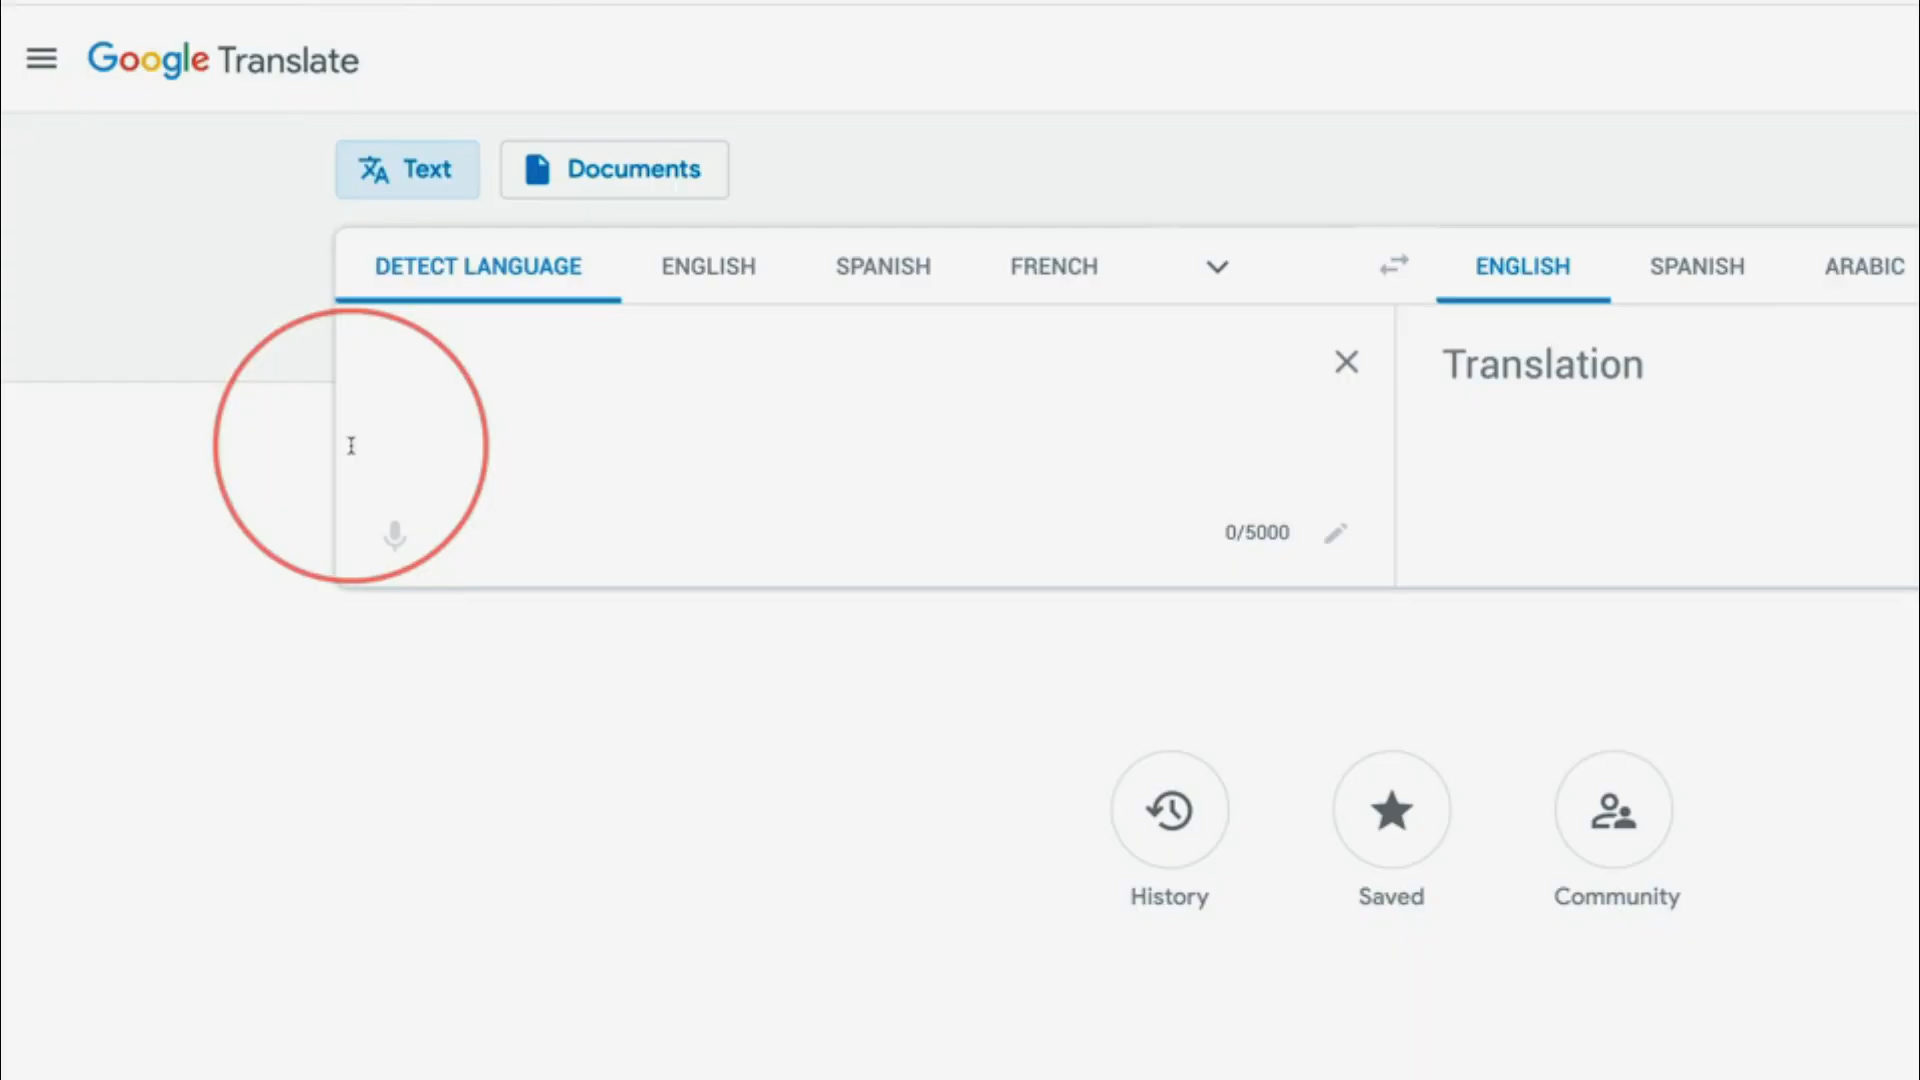 Google Translate
Text
Documents
DETECT LANGUAGE ENGLISH SPANISH FRENCH ENGLISH SPANISH ARABIC
Translation
0/5000
History Saved Community